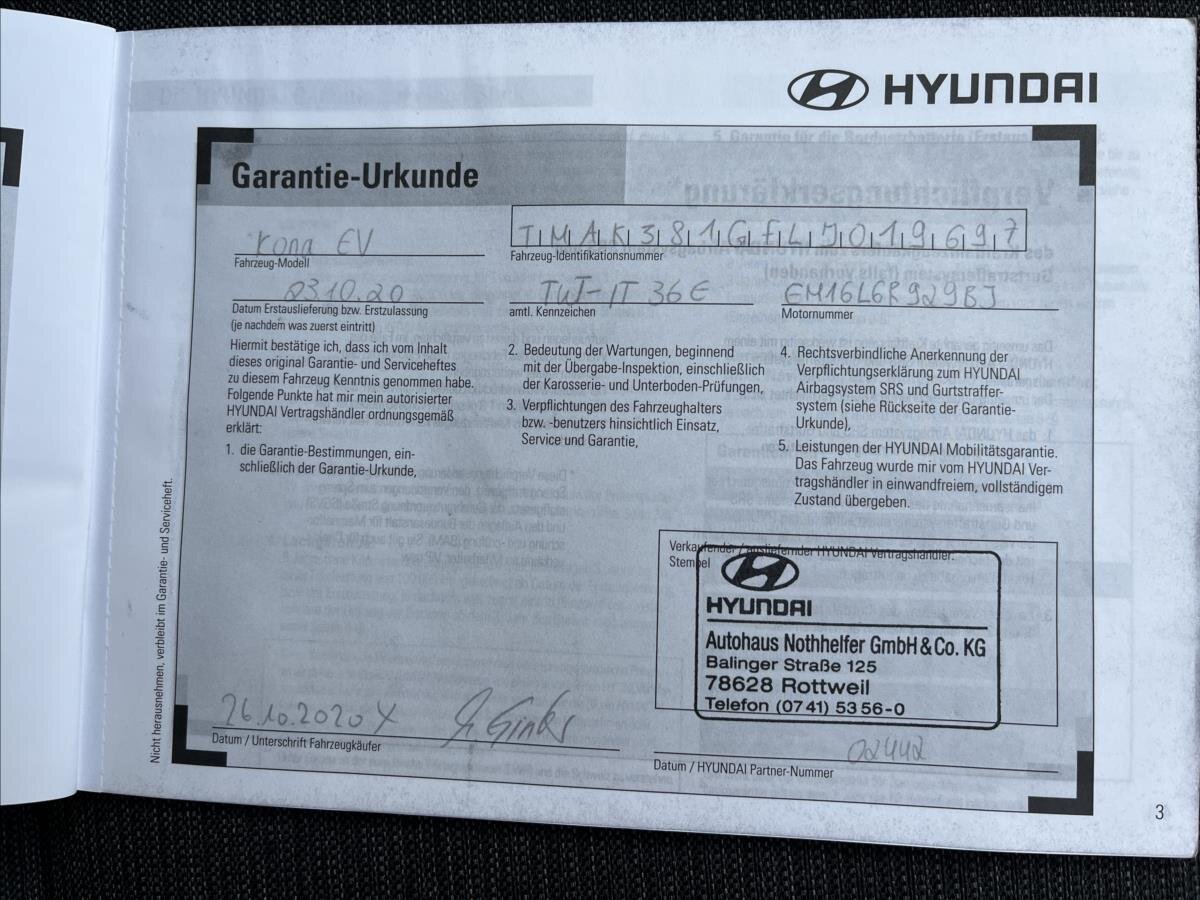 HYUNDAI
Garantie-Urkunde
Kona EV
Fahrzeug-Modell
TMAK381GFLJ019697
Fahrzeug-Identifikationsnummer
23.10.20
Datum Erstauslieferung bzw. Erstzulassung
(je nachdem was zuerst eintritt)
TUT-IT 36E
amtl. Kennzeichen
EM16L6R929BJ
Motornummer
Hiermit bestätige ich, dass ich vom Inhalt
dieses original Garantie- und Serviceheftes
zu diesem Fahrzeug Kenntnis genommen habe.
Folgende Punkte hat mir mein autorisierter
HYUNDAI Vertragshändler ordnungsgemäß
erklärt:
1. die Garantie-Bestimmungen, ein-
schließlich der Garantie-Urkunde,
2. Bedeutung der Wartungen, beginnend
mit der Übergabe-Inspektion, einschließlich
der Karosserie- und Unterboden-Prüfungen,
3. Verpflichtungen des Fahrzeughalters
bzw. -benutzers hinsichtlich Einsatz,
Service und Garantie,
4. Rechtsverbindliche Anerkennung der
Verpflichtungserklärung zum HYUNDAI
Airbagsystem SRS und Gurtstraffer-
system (siehe Rückseite der Garantie-
Urkunde),
5. Leistungen der HYUNDAI Mobilitätsgarantie.
Das Fahrzeug wurde mir vom HYUNDAI Ver-
tragshändler in einwandfreiem, vollständigem
Zustand übergeben.
Verkaufender / ausliefernder HYUNDAI Vertragshändler:
Stempel
HYUNDAI
Autohaus Nothhelfer GmbH & Co. KG
Balinger Straße 125
78628 Rottweil
Telefon (0741) 5356-0
26.10.2020 X
Datum / Unterschrift Fahrzeugkäufer
02442
Datum / HYUNDAI Partner-Nummer
Nicht herausnehmen, verbleibt im Garantie- und Serviceheft.
3